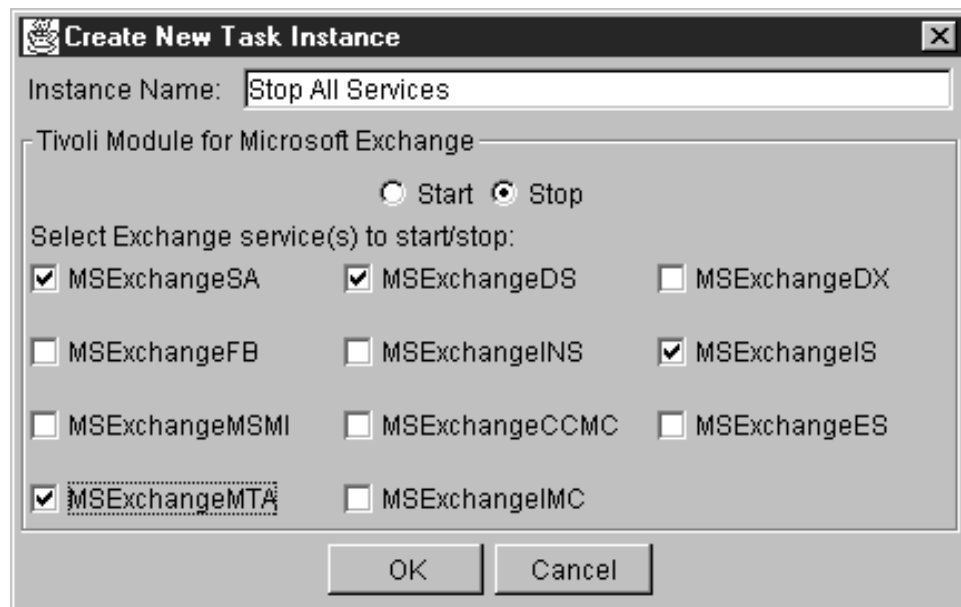 Create New Task Instance
Instance Name: Stop All Services
Tivoli Module for Microsoft Exchange
Start Stop
Select Exchange service(s) to start/stop:
MSExchangeSA MSExchangeDS MSExchangeDX
MSExchangeFB MSExchangeINS MSExchangeIS
MSExchangeMSMI MSExchangeCCMC MSExchangeES
MSExchangeMTA MSExchangeIMC
OK Cancel